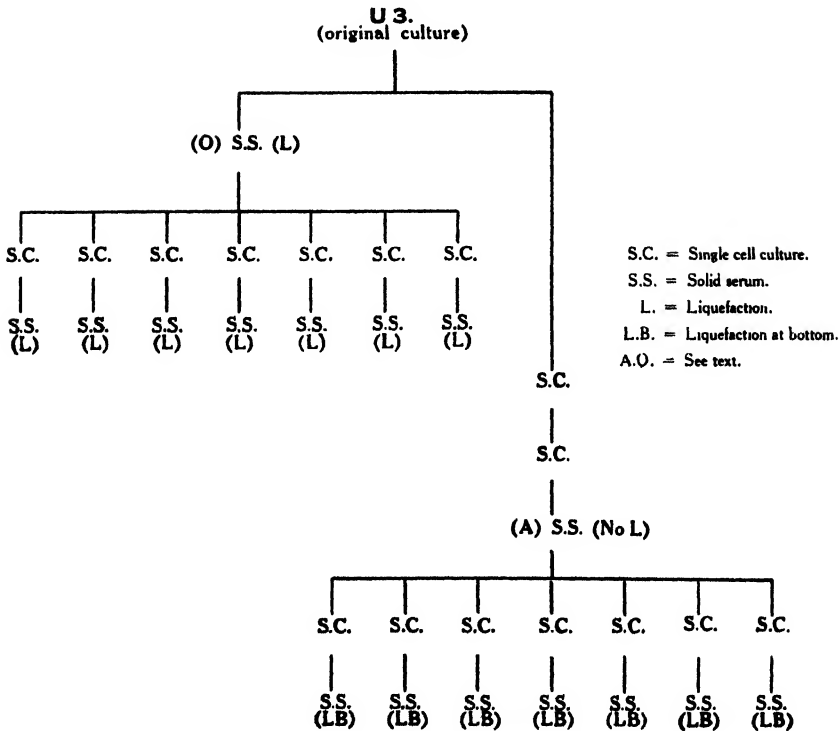 U 3.
(original culture)
(O) S.S. (L)
S.C. S.C. S.C. S.C. S.C. S.C. S.C.
S.S. S.S. S.S. S.S. S.S. S.S. S.S.
(L) (L) (L) (L) (L) (L) (L)
S.C. = Single cell culture.
S.S. = Solid serum.
L. = Liquefaction.
L.B. = Liquefaction at bottom.
A.O. = See text.
S.C.
S.C.
(A) S.S. (No L)
S.C. S.C. S.C. S.C. S.C. S.C. S.C.
S.S. S.S. S.S. S.S. S.S. S.S. S.S.
(LB) (LB) (LB) (LB) (LB) (LB) (LB)